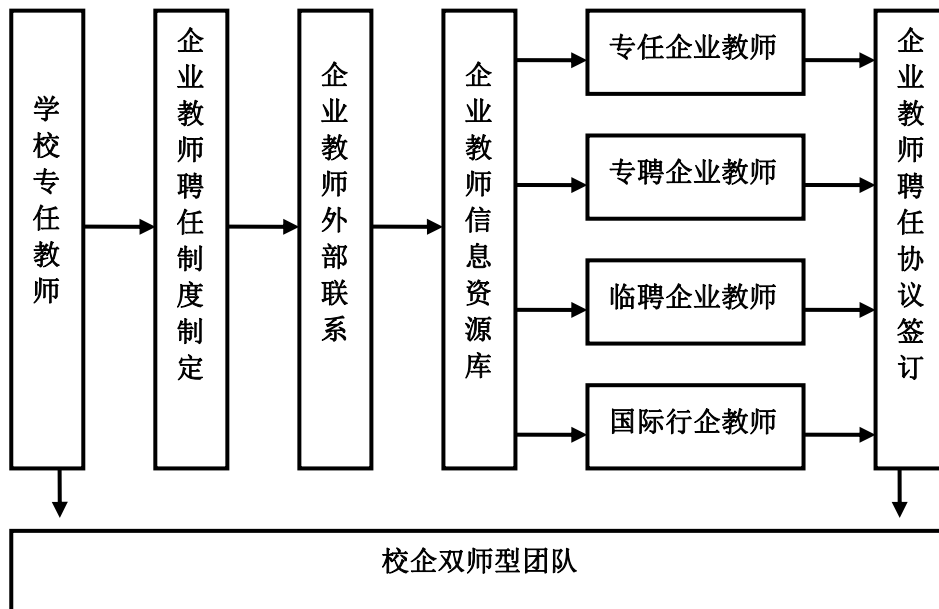 学校专任教师
企业教师聘任制度制定
企业教师外部联系
企业教师信息资源库
专任企业教师
专聘企业教师
临聘企业教师
国际行企教师
企业教师聘任协议签订
校企双师型团队